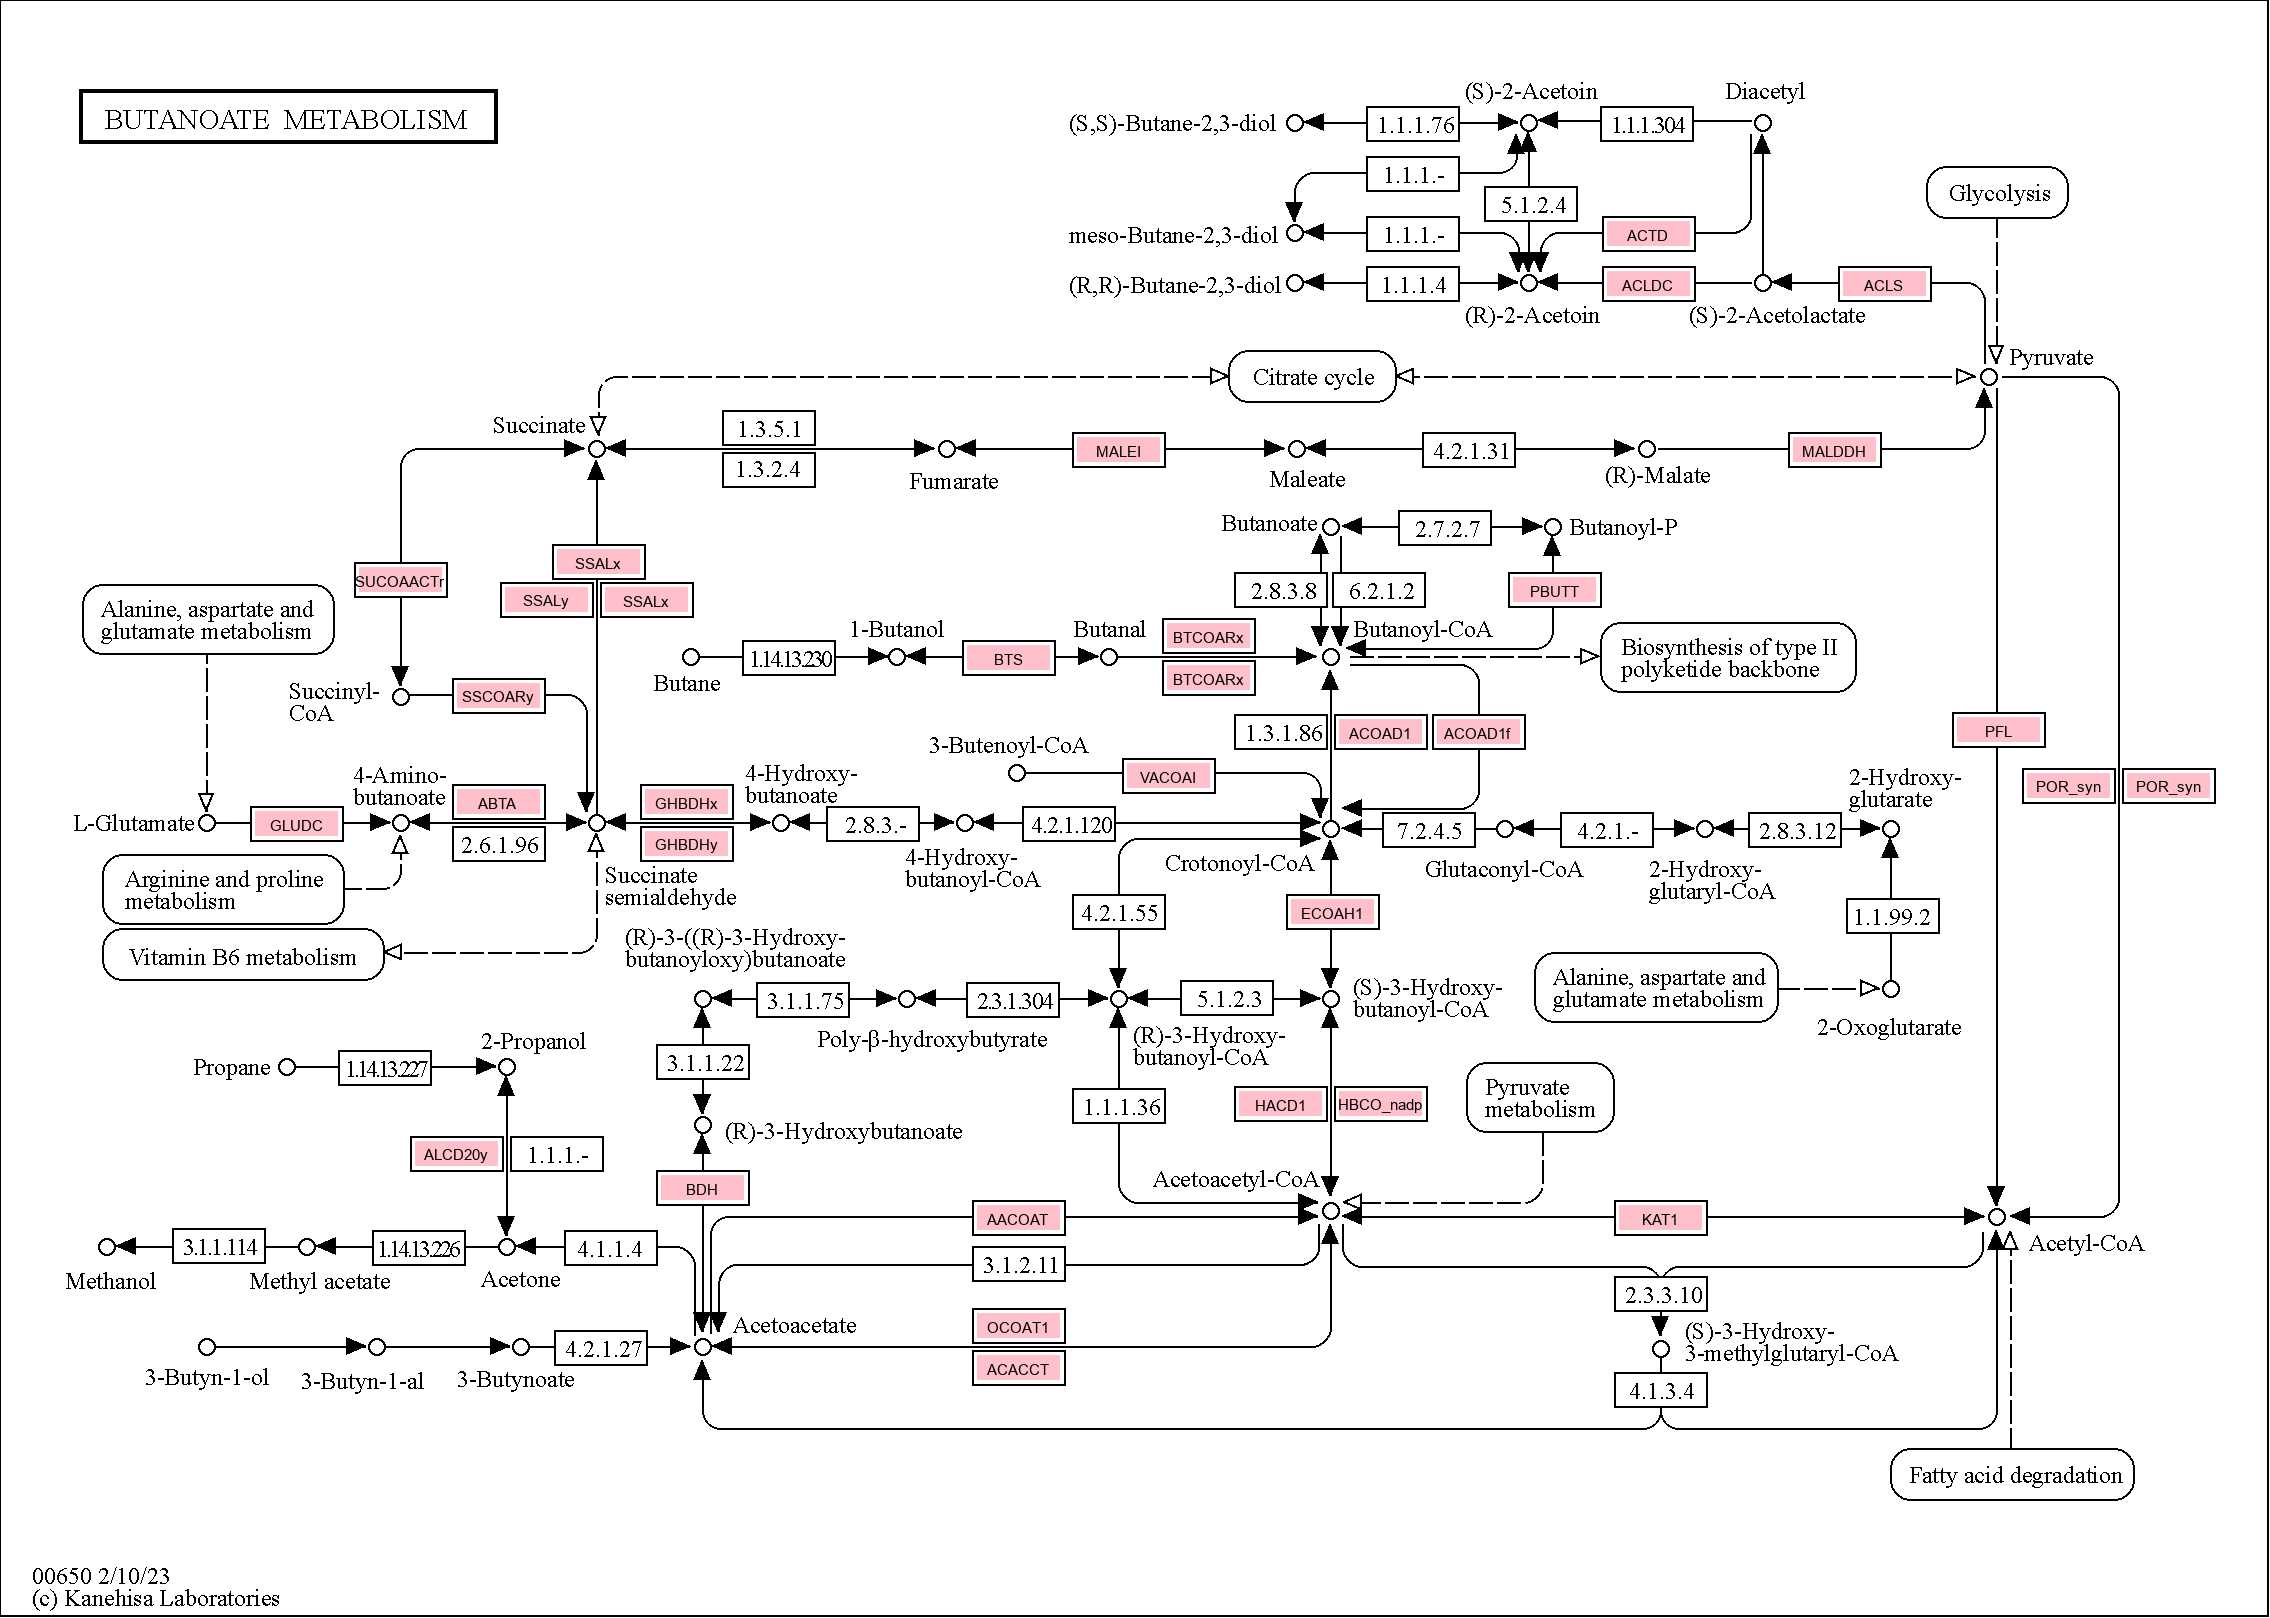 BUTANOATE METABOLISM
(S)-2-Acetoin
Diacetyl
(S,S)-Butane-2,3-diol
1.1.1.76
1.1.1.304
1.1.1.-
5.1.2.4
Glycolysis
meso-Butane-2,3-diol
1.1.1.-
ACTD
(R,R)-Butane-2,3-diol
1.1.1.4
ACLDC
ACLS
(R)-2-Acetoin
(S)-2-Acetolactate
Pyruvate
Citrate cycle
Succinate
1.3.5.1
1.3.2.4
Fumarate
MALEI
Maleate
4.2.1.31
(R)-Malate
MALDDH
Butanoate
2.7.2.7
Butanoyl-P
SUCOAACTr
SSALx
SSALy
SSALx
2.8.3.8
6.2.1.2
PBUTT
Alanine, aspartate and
glutamate metabolism
1-Butanol
Butanal
BTCOARx
Butanoyl-CoA
Butane
1.14.13.230
BTS
BTCOARx
Biosynthesis of type II
polyketide backbone
Succinyl-
CoA
SSCOARy
1.3.1.86
ACOAD1
ACOAD1f
PFL
3-Butenoyl-CoA
VACOAI
POR_syn
POR_syn
4-Amino-
butanoate
4-Hydroxy-
butanoate
2-Hydroxy-
glutarate
L-Glutamate
GLUDC
ABTA
2.6.1.96
GHBDHx
GHBDHy
2.8.3.-
4.2.1.120
7.2.4.5
4.2.1.-
2.8.3.12
Succinate
semialdehyde
4-Hydroxy-
butanoyl-CoA
Crotonoyl-CoA
Glutaconyl-CoA
2-Hydroxy-
glutaryl-CoA
Arginine and proline
metabolism
4.2.1.55
ECOAH1
1.1.99.2
Vitamin B6 metabolism
(R)-3-((R)-3-Hydroxy-
butanoyloxy)butanoate
3.1.1.75
2.3.1.304
5.1.2.3
(S)-3-Hydroxy-
butanoyl-CoA
Alanine, aspartate and
glutamate metabolism
2-Oxoglutarate
Poly-β-hydroxybutyrate
(R)-3-Hydroxy-
butanoyl-CoA
2-Propanol
Propane
1.14.13.227
3.1.1.22
1.1.1.36
HACD1
HBCO_nadp
Pyruvate
metabolism
(R)-3-Hydroxybutanoate
ALCD20y
1.1.1.-
BDH
Acetoacetyl-CoA
AACOAT
KAT1
3.1.1.114
1.14.13.226
4.1.1.4
3.1.2.11
Acetyl-CoA
Methanol
Methyl acetate
Acetone
2.3.3.10
Acetoacetate
OCOAT1
ACACCT
4.2.1.27
3-Butyn-1-ol
3-Butyn-1-al
3-Butynoate
(S)-3-Hydroxy-
3-methylglutaryl-CoA
4.1.3.4
Fatty acid degradation
00650 2/10/23
(c) Kanehisa Laboratories